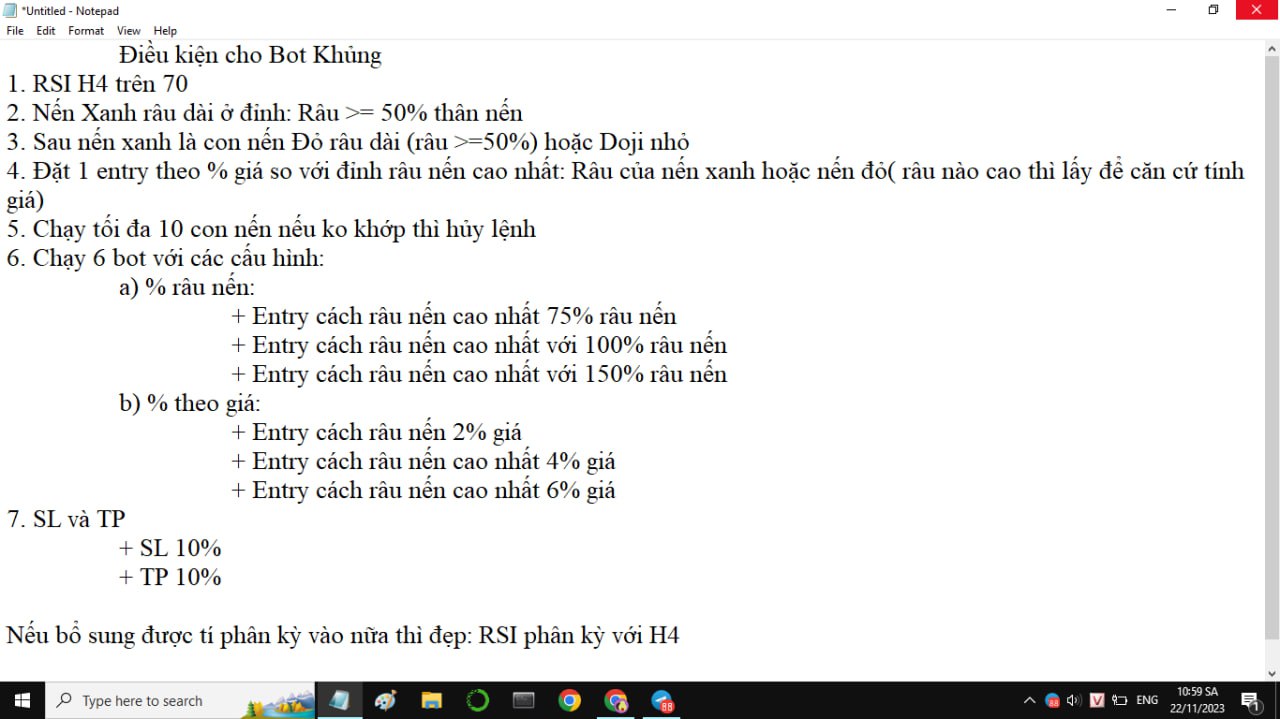 *Untitled - Notepad
File Edit Format View Help
Điều kiện cho Bot Khủng
1. RSI H4 trên 70
2. Nến Xanh râu dài ở đỉnh: Râu >= 50% thân nến
3. Sau nến xanh là con nến Đỏ râu dài (râu >=50%) hoặc Doji nhỏ
4. Đặt 1 entry theo % giá so với đỉnh râu nến cao nhất: Râu của nến xanh hoặc nến đỏ( râu nào cao thì lấy để căn cứ tính
giá)
5. Chạy tối đa 10 con nến nếu ko khớp thì hủy lệnh
6. Chạy 6 bot với các cấu hình:
a) % râu nến:
+ Entry cách râu nến cao nhất 75% râu nến
+ Entry cách râu nến cao nhất với 100% râu nến
+ Entry cách râu nến cao nhất với 150% râu nến
b) % theo giá:
+ Entry cách râu nến 2% giá
+ Entry cách râu nến cao nhất 4% giá
+ Entry cách râu nến cao nhất 6% giá
7. SL và TP
+ SL 10%
+ TP 10%
Nếu bổ sung được tí phân kỳ vào nữa thì đẹp: RSI phân kỳ với H4
Type here to search
88
88
V
ENG
10:59 SA
22/11/2023
1